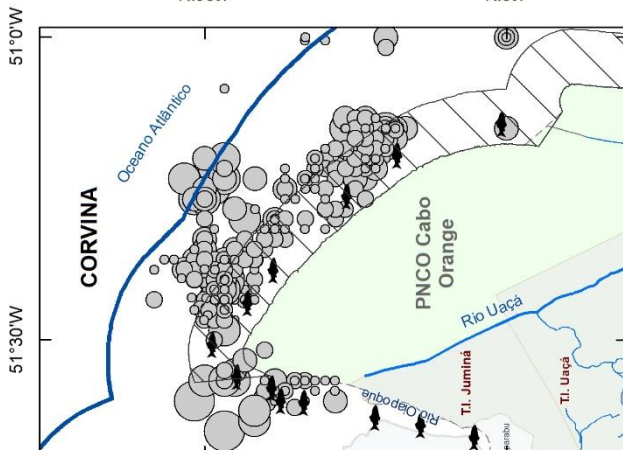 51°0'W
Oceano Atlântico
CORVINA
51°30'W
PNCO Cabo
Orange
Rio Uaçá
T.I. Juminá
T.I. Uaçá
Rio Oiapoque